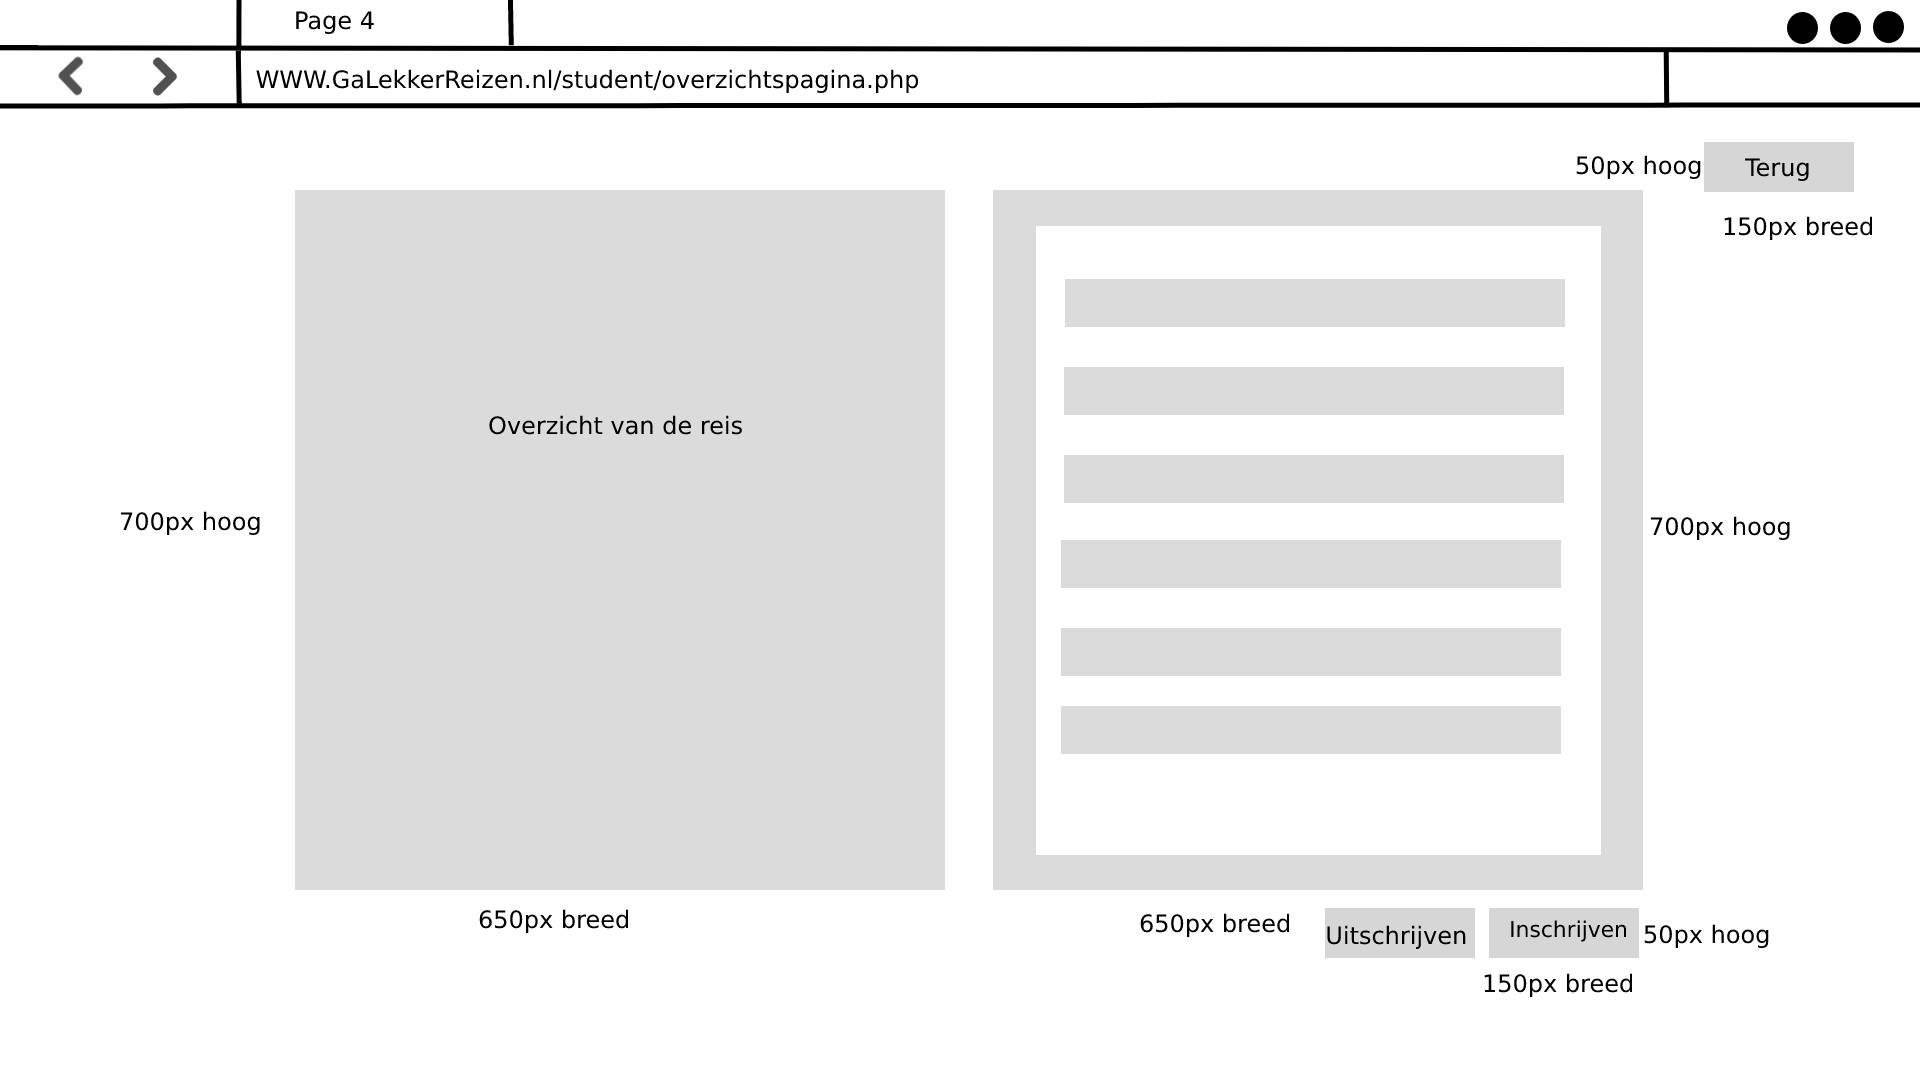 Page 4
WWW.GaLekkerReizen.nl/student/overzichtspagina.php
50px hoog
Terug
150px breed
Overzicht van de reis
700px hoog
700px hoog
650px breed
650px breed
Uitschrijven
Inschrijven
50px hoog
150px breed